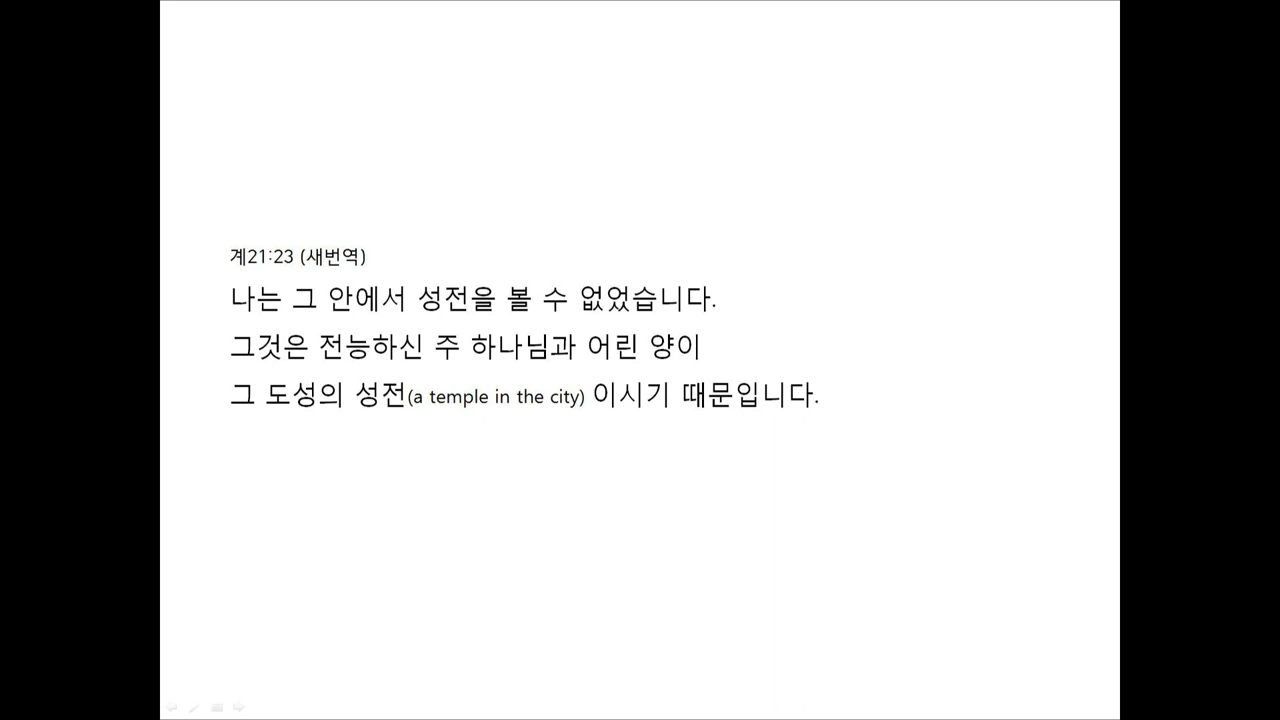 계21:23 (새번역)
나는 그 안에서 성전을 볼 수 없었습니다.
그것은 전능하신 주 하나님과 어린 양이
그 도성의 성전(a temple in the city) 이시기 때문입니다.